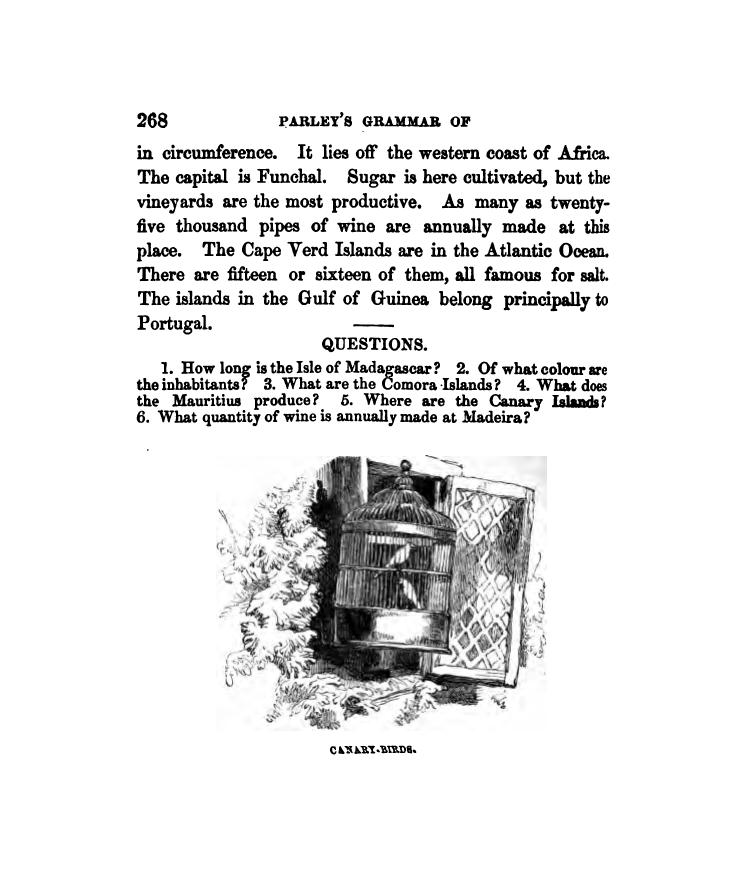 268 PARLEY'S GRAMMAR OF
in circumference. It lies off the western coast of Africa.
The capital is Funchal. Sugar is here cultivated, but the
vineyards are the most productive. As many as twenty-
five thousand pipes of wine are annually made at this
place. The Cape Verd Islands are in the Atlantic Ocean.
There are fifteen or sixteen of them, all famous for salt.
The islands in the Gulf of Guinea belong principally to
Portugal.
QUESTIONS.
1. How long is the Isle of Madagascar? 2. Of what colour are
the inhabitants? 3. What are the Comora Islands? 4. What does
the Mauritius produce? 5. Where are the Canary Islands?
6. What quantity of wine is annually made at Madeira?
CANARY-BIRDS.